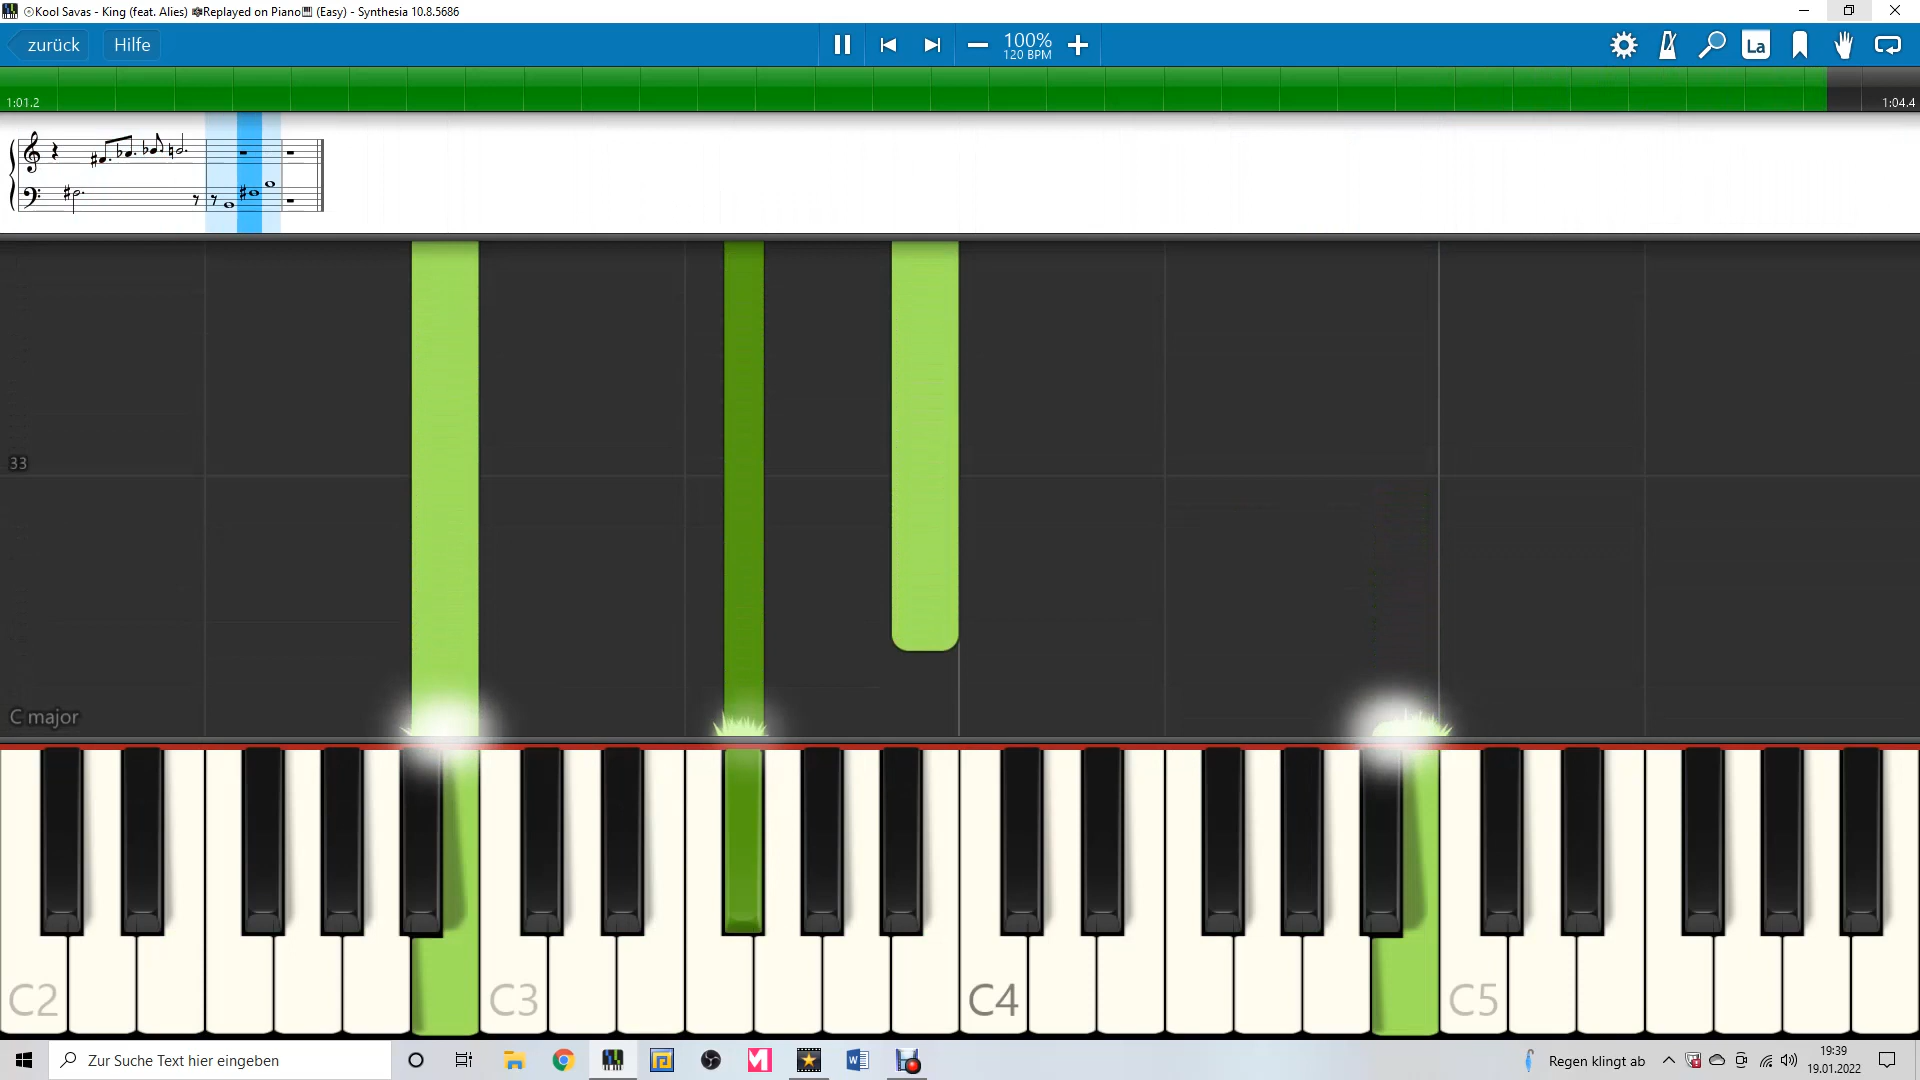 Kool Savas - King (feat. Alies) Replayed on Piano (Easy) - Synthesia 10.8.5686
zurück
Hilfe
100%
120 BPM
La
1:01.2
1:04.4
33
C major
C2
C3
C4
C5
Zur Suche Text hier eingeben
Regen klingt ab
19:39
19.01.2022